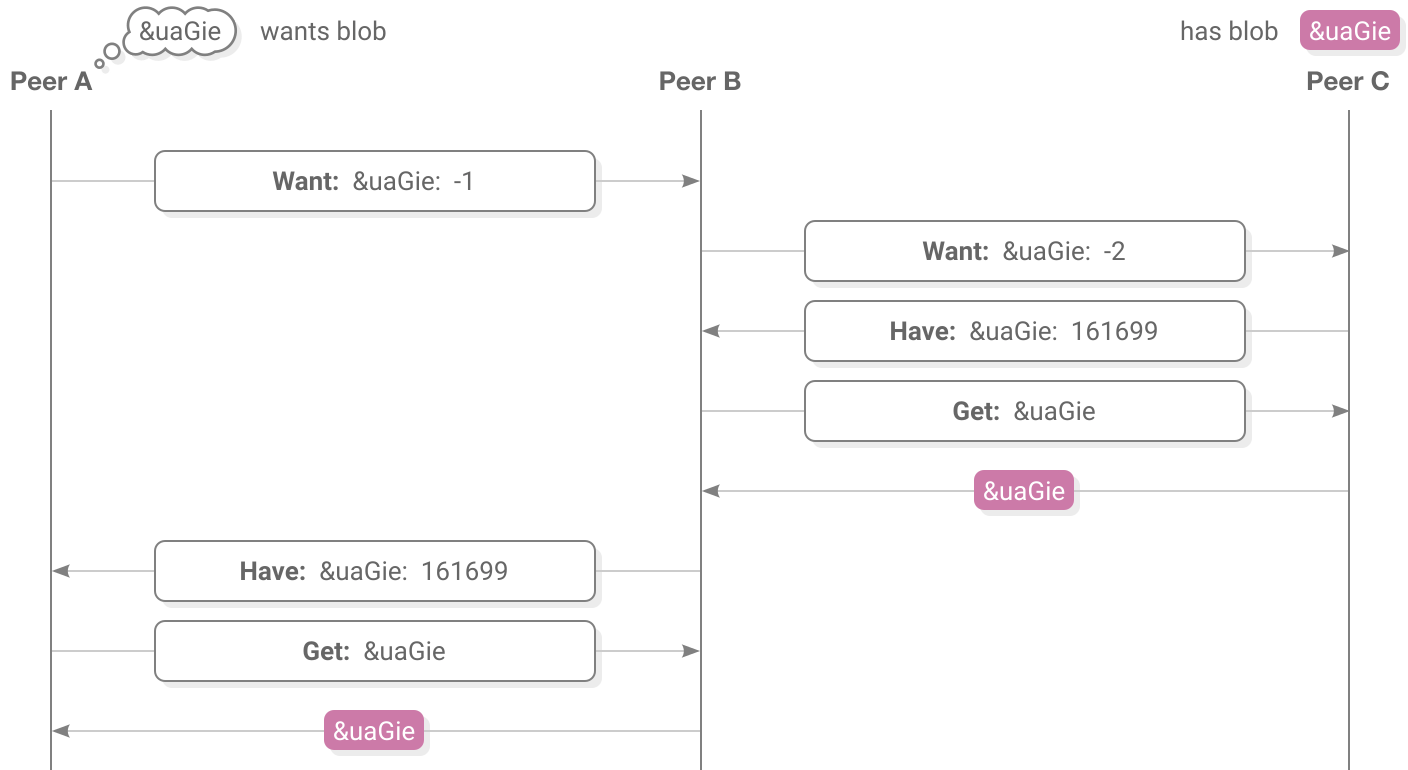 &uaGie wants blob has blob &uaGie
Peer A Peer B Peer C
Want: &uaGie: -1
Want: &uaGie: -2
Have: &uaGie: 161699
Get: &uaGie
&uaGie
Have: &uaGie: 161699
Get: &uaGie
&uaGie